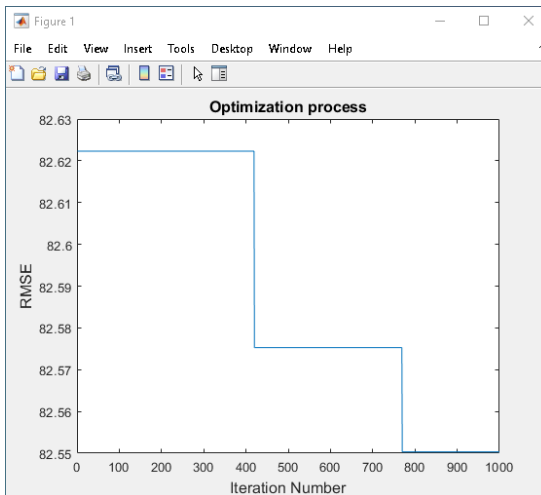 Figure 1
File Edit View Insert Tools Desktop Window Help
Optimization process
82.63
82.62
82.61
82.6
82.59
82.58
82.57
82.56
82.55
RMSE
0 100 200 300 400 500 600 700 800 900 1000
Iteration Number